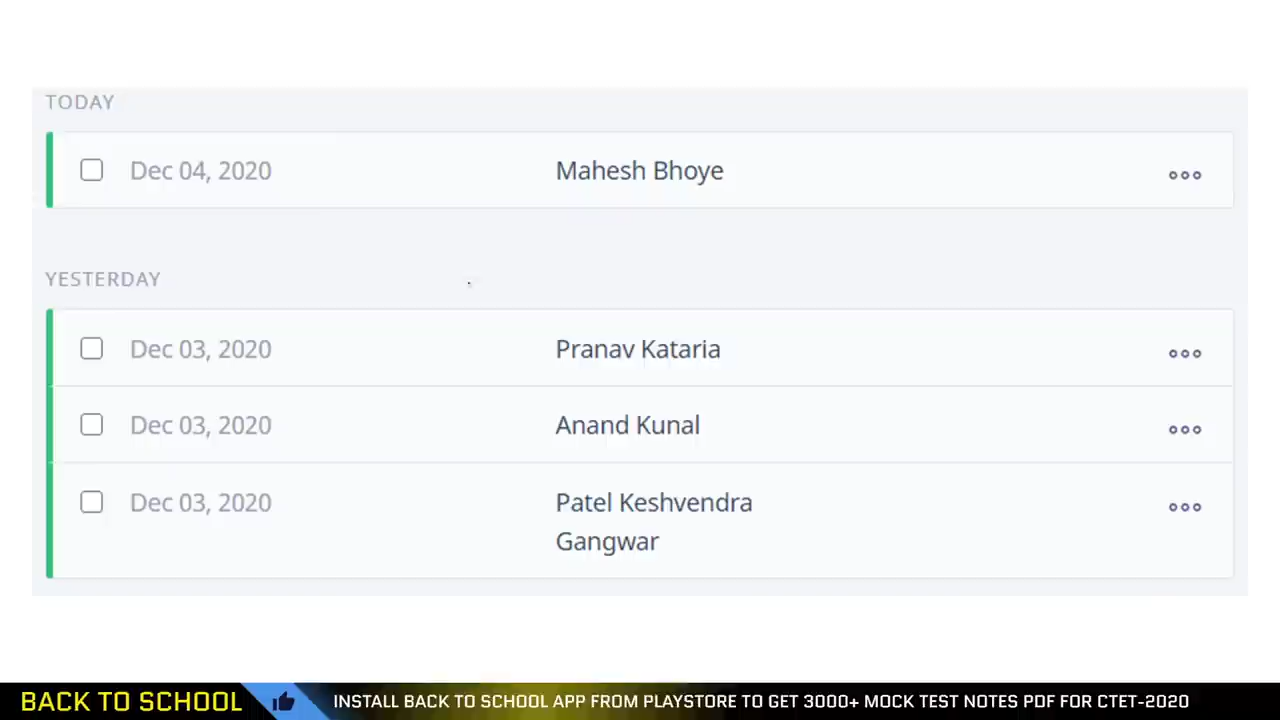 TODAY
Dec 04, 2020 Mahesh Bhoye
YESTERDAY
Dec 03, 2020 Pranav Kataria
Dec 03, 2020 Anand Kunal
Dec 03, 2020 Patel Keshvendra
Gangwar
BACK TO SCHOOL INSTALL BACK TO SCHOOL APP FROM PLAYSTORE TO GET 3000+ MOCK TEST NOTES PDF FOR CTET-2020